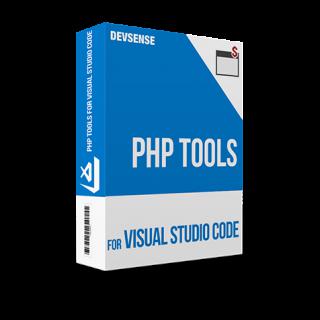 DEVSENSE
$
PHP TOOLS
FOR VISUAL STUDIO CODE
PHP TOOLS FOR VISUAL STUDIO CODE